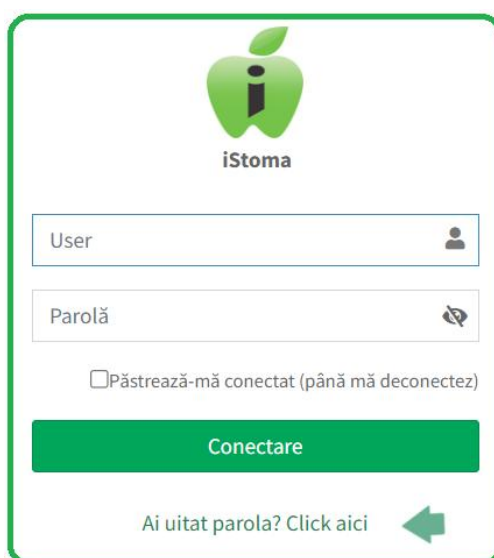 iStoma
User
Parolă
Păstrează-mă conectat (până mă deconectez)
Conectare
Ai uitat parola? Click aici